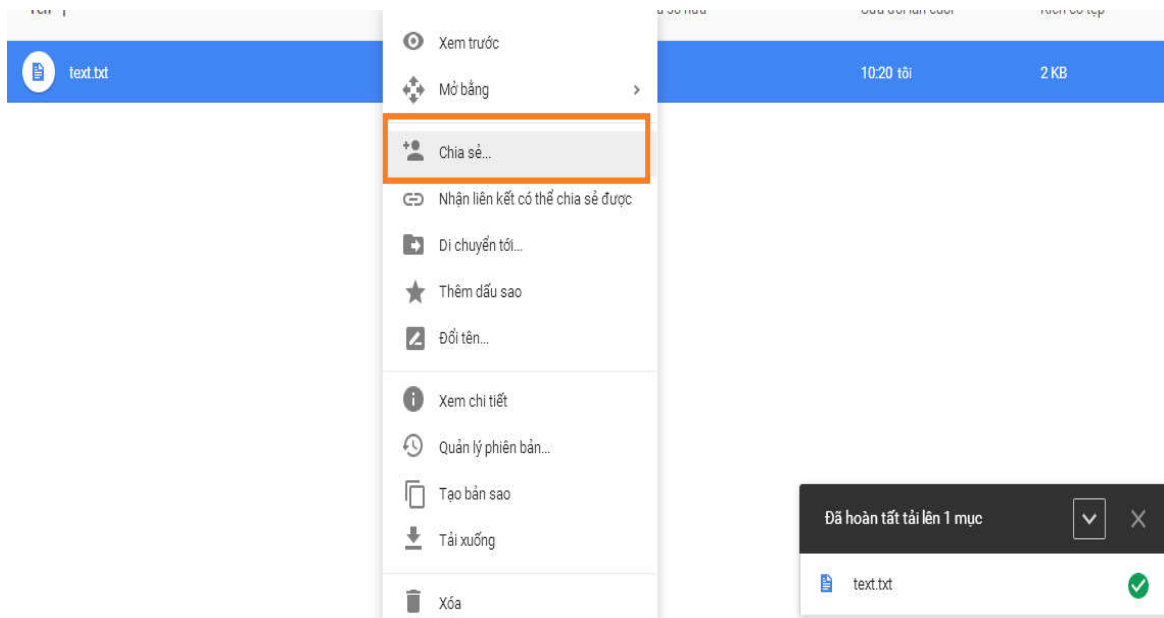 text.txt
10:20 tôi
2 KB
Xem trước
Mở bằng
Chia sẻ...
Nhận liên kết có thể chia sẻ được
Di chuyển tới...
Thêm dấu sao
Đổi tên...
Xem chi tiết
Quản lý phiên bản...
Tạo bản sao
Tải xuống
Xóa
Đã hoàn tất tải lên 1 mục
text.txt